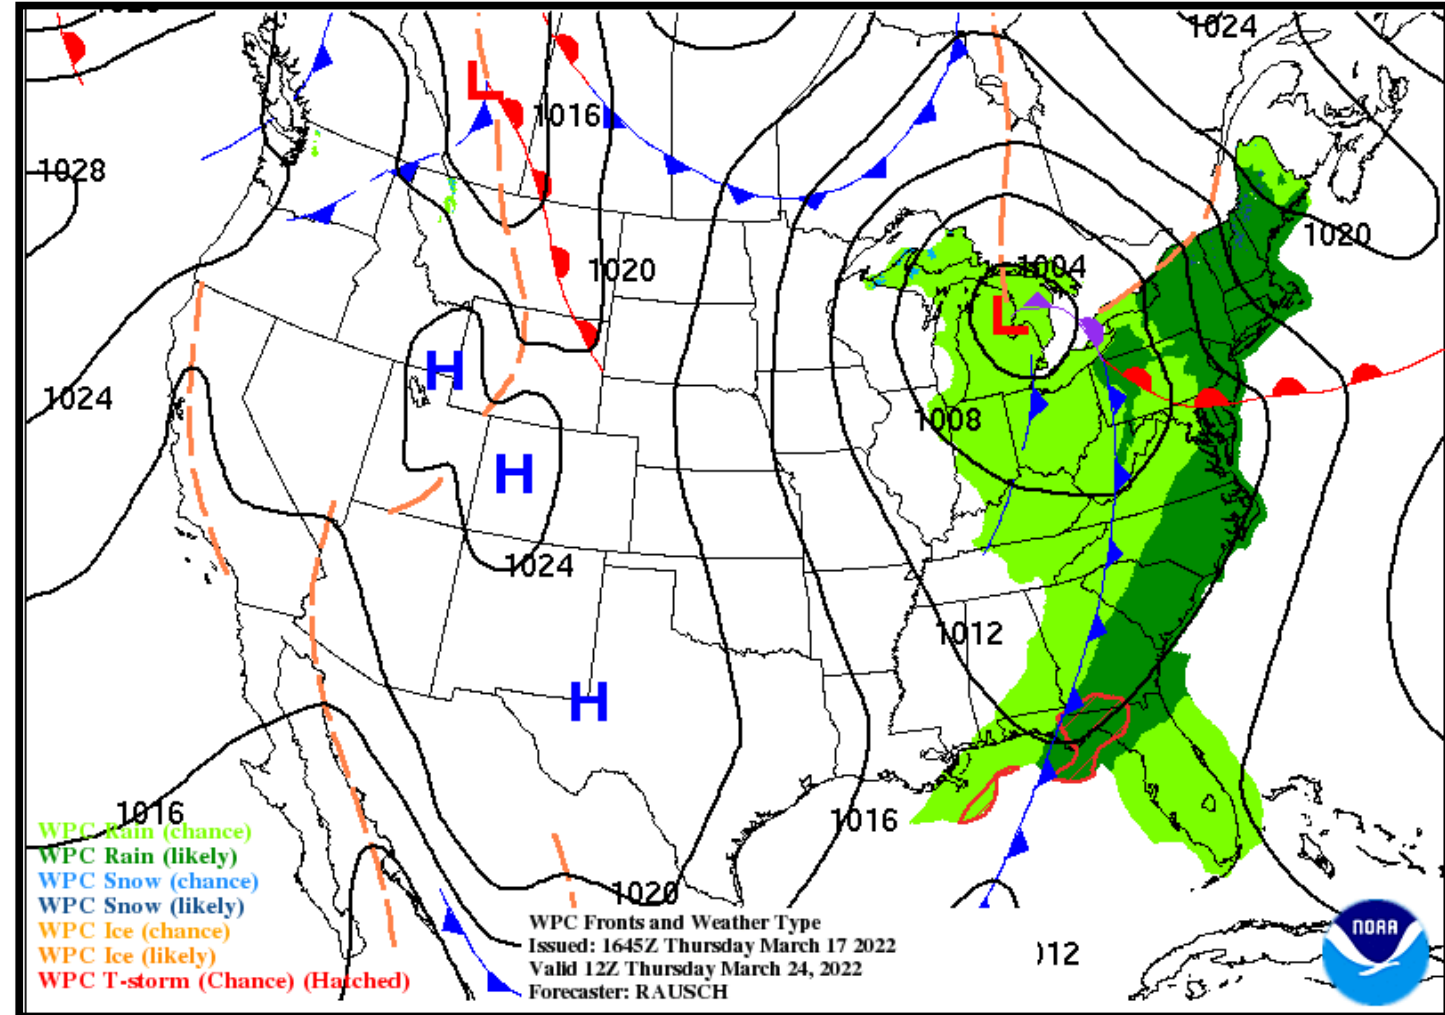 1024
1016
1028
1020
1004
1020
L
L
1024
H
1008
H
1024
1012
H
1016
1016
1020
WPC Rain (chance)
WPC Rain (likely)
WPC Snow (chance)
WPC Snow (likely)
WPC Ice (chance)
WPC Ice (likely)
WPC T-storm (Chance) (Hatched)
WPC Fronts and Weather Type
Issued: 1645Z Thursday March 17 2022
Valid 12Z Thursday March 24, 2022
Forecaster: RAUSCH
NOAA